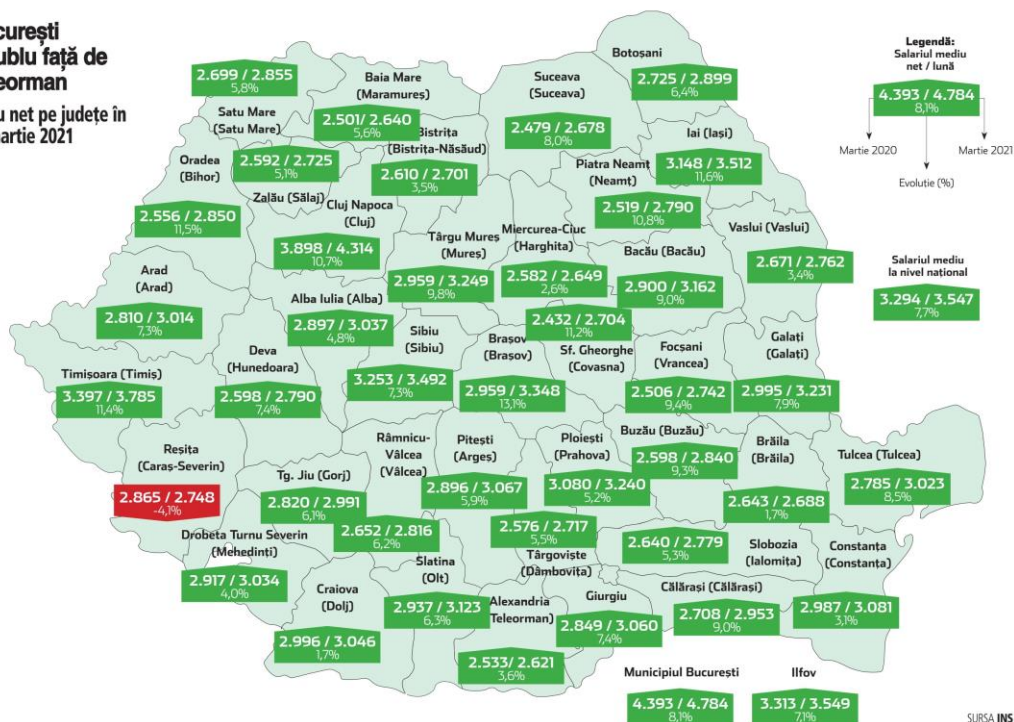 curești
ublu față de
eorman
u net pe județe în
artie 2021
Legendă:
Salariul mediu
net / lună
4.393 / 4.784
8,1%
Martie 2020
Martie 2021
Evoluție (%)
Salariul mediu
la nivel național
3.294 / 3.547
7,7%
2.699 / 2.855
5,8%
Satu Mare
(Satu Mare)
Baia Mare
(Maramureș)
2.501/ 2.640
5,6%
Suceava
(Suceava)
2.479 / 2.678
8,0%
Botoșani
2.725 / 2.899
6,4%
Iai (Iași)
3.148 / 3.512
11,6%
Oradea
(Bihor)
2.556 / 2.850
11,5%
2.592 / 2.725
5,1%
Zalău (Sălaj)
Bistrița
(Bistrița-Năsăud)
2.610 / 2.701
3,5%
Piatra Neamț
(Neamț)
2.519 / 2.790
10,8%
Cluj Napoca
(Cluj)
3.898 / 4.314
10,7%
Târgu Mureș
(Mureș)
2.959 / 3.249
9,8%
Miercurea-Ciuc
(Harghita)
2.582 / 2.649
2,6%
Bacău (Bacău)
2.900 / 3.162
9,0%
Vaslui (Vaslui)
2.671 / 2.762
3,4%
Arad
(Arad)
2.810 / 3.014
7,3%
Alba Iulia (Alba)
2.897 / 3.037
4,8%
Sibiu
(Sibiu)
3.253 / 3.492
7,3%
Brașov
(Brașov)
2.959 / 3.348
13,1%
2.432 / 2.704
11,2%
Sf. Gheorghe
(Covasna)
Focșani
(Vrancea)
2.506 / 2.742
9,4%
Galați
(Galați)
2.995 / 3.231
7,9%
Timișoara (Timiș)
3.397 / 3.785
11,4%
Deva
(Hunedoara)
2.598 / 2.790
7,4%
Reșița
(Caraș-Severin)
2.865 / 2.748
-4,1%
Tg. Jiu (Gorj)
2.820 / 2.991
6,1%
Râmnicu-
Vâlcea
(Vâlcea)
2.652 / 2.816
6,2%
Pitești
(Argeș)
2.896 / 3.067
5,9%
Ploiești
(Prahova)
3.080 / 3.240
5,2%
Buzău (Buzău)
2.598 / 2.840
9,3%
Brăila
(Brăila)
2.643 / 2.688
1,7%
Tulcea (Tulcea)
2.785 / 3.023
8,5%
Drobeta Turnu Severin
(Mehedinți)
2.917 / 3.034
4,0%
Craiova
(Dolj)
2.996 / 3.046
1,7%
Slatina
(Olt)
2.937 / 3.123
6,3%
2.576 / 2.717
5,5%
Târgoviște
(Dâmbovița)
Alexandria
Teleorman)
2.533/ 2.621
3,6%
Giurgiu
2.849 / 3.060
7,4%
2.640 / 2.779
5,3%
Slobozia
(Ialomița)
Călărași (Călărași)
2.708 / 2.953
9,0%
Constanța
(Constanța)
2.987 / 3.081
3,1%
Municipiul București
4.393 / 4.784
8,1%
Ilfov
3.313 / 3.549
7,1%
SURSA INS